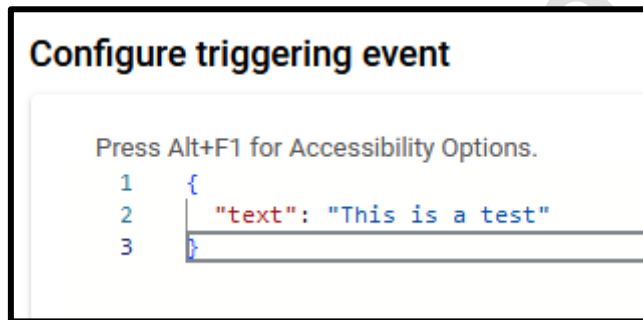 Configure triggering event
Press Alt+F1 for Accessibility Options.
1 {
2 "text": "This is a test"
3 }